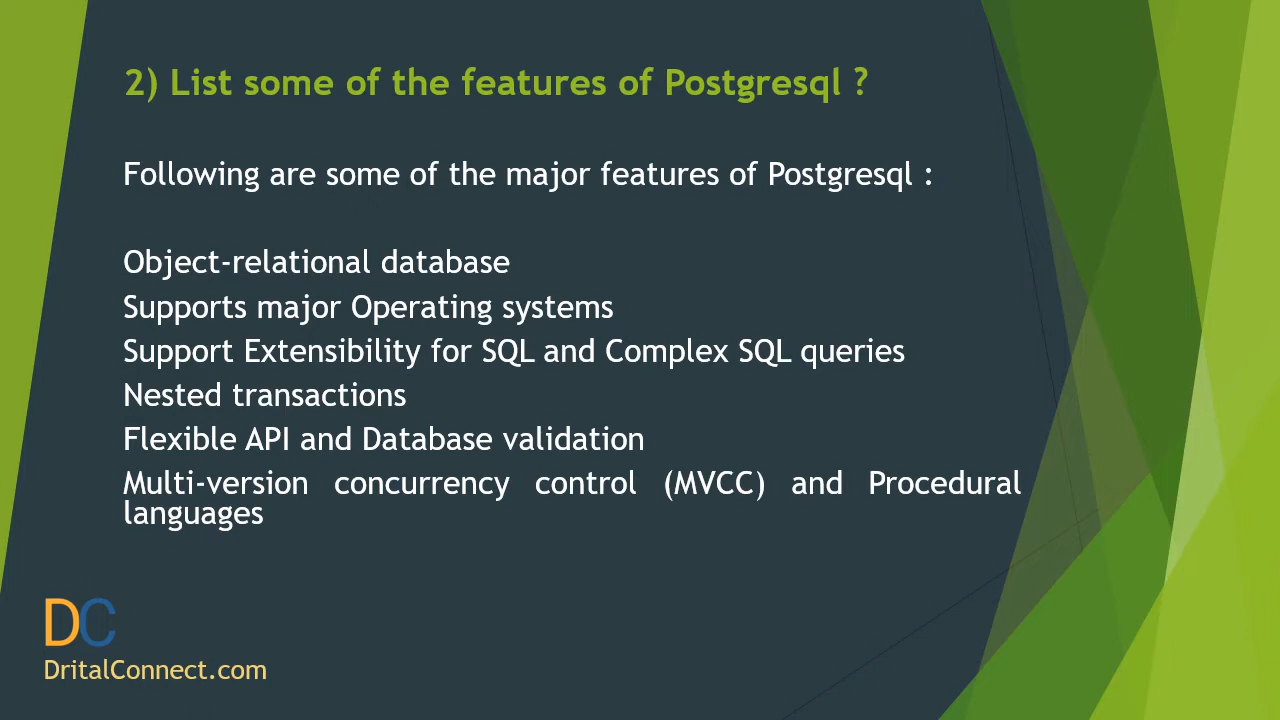 2) List some of the features of Postgresql ?
Following are some of the major features of Postgresql :
Object-relational database
Supports major Operating systems
Support Extensibility for SQL and Complex SQL queries
Nested transactions
Flexible API and Database validation
Multi-version concurrency control (MVCC) and Procedural
languages
DC
DritalConnect.com